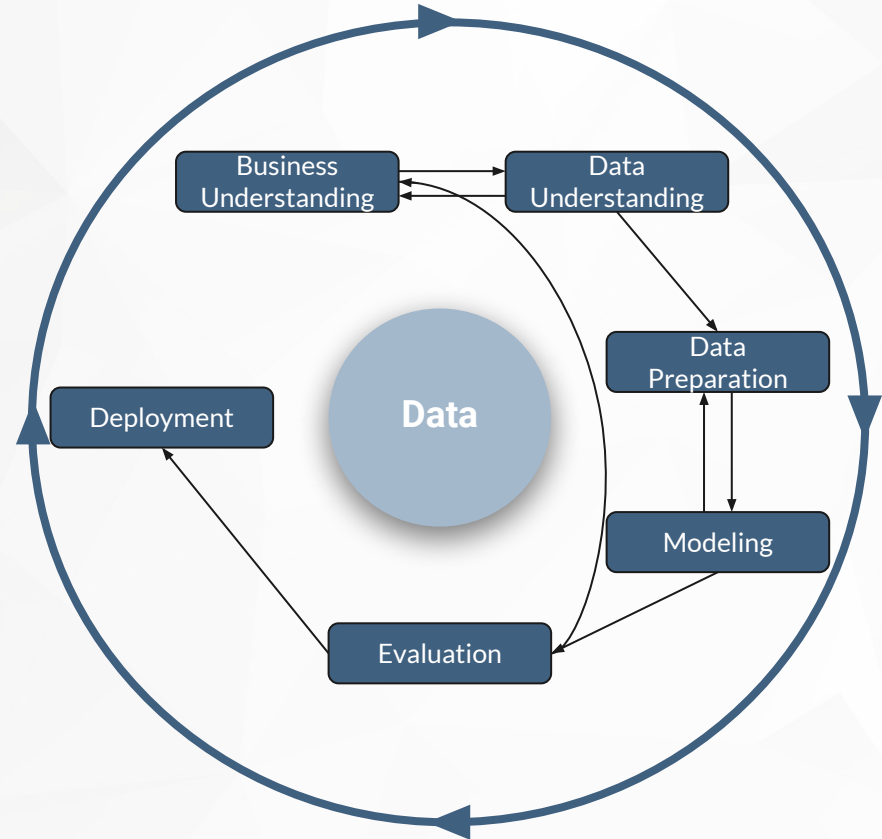 Business
Understanding
Data
Understanding
Data
Preparation
Data
Deployment
Modeling
Evaluation